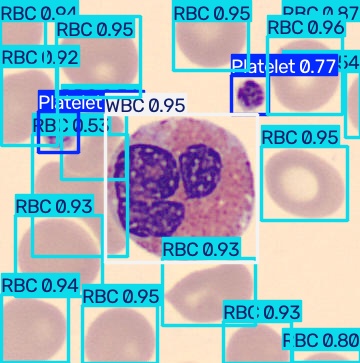 RBC 0.94
RBC 0.95
RBC 0.95
RBC 0.87
RBC 0.96
RBC 0.92
Platelet 0.77
Platelet
WBC 0.95
RBC 0.53
RBC 0.95
RBC 0.93
RBC 0.93
RBC 0.94
RBC 0.95
RBC 0.93
RBC 0.80